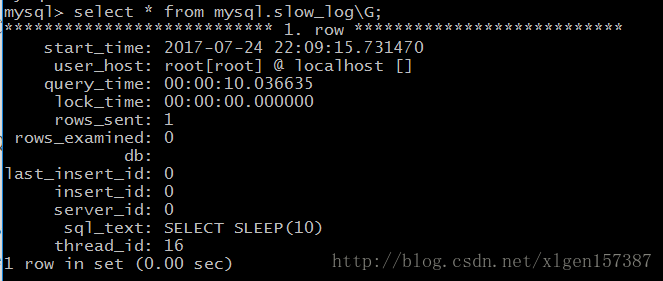 mysql> select * from mysql.slow_log\G;
*************************** 1. row ***************************
start_time: 2017-07-24 22:09:15.731470
user_host: root[root] @ localhost []
query_time: 00:00:10.036635
lock_time: 00:00:00.000000
rows_sent: 1
rows_examined: 0
db:
last_insert_id: 0
insert_id: 0
server_id: 0
sql_text: SELECT SLEEP(10)
thread_id: 16
1 row in set (0.00 sec)
http://blog.csdn.net/xlgen157387